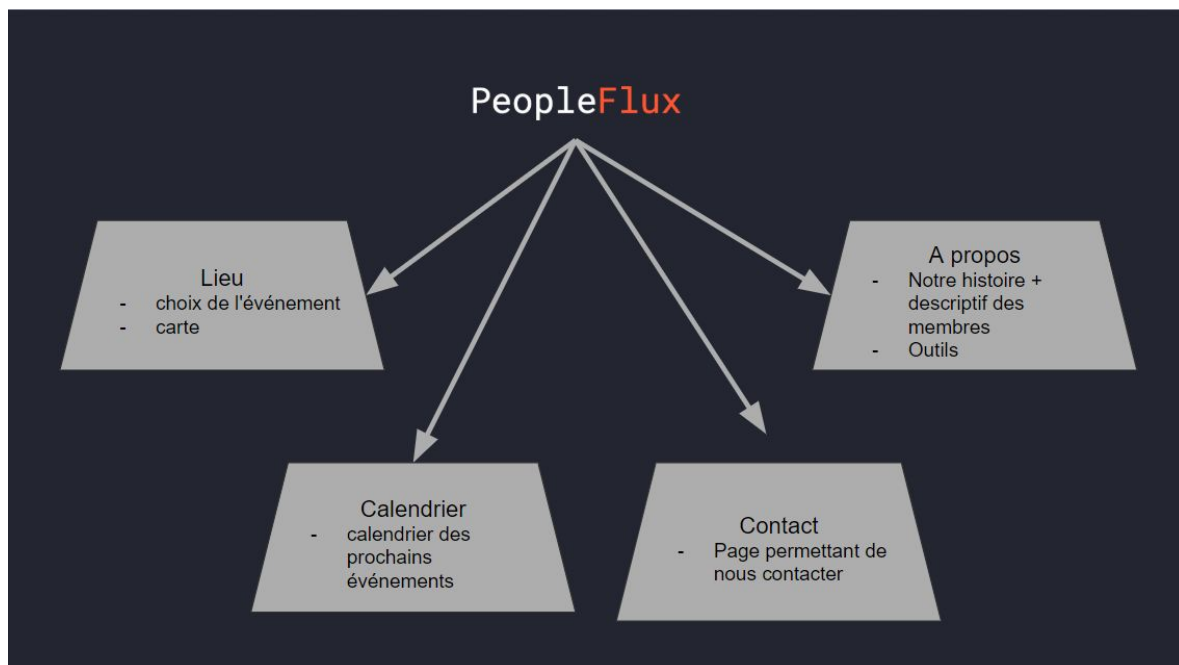 PeopleFlux
Lieu
- choix de l'événement
- carte
A propos
- Notre histoire +
descriptif des
membres
- Outils
Calendrier
- calendrier des
prochains
événements
Contact
- Page permettant de
nous contacter